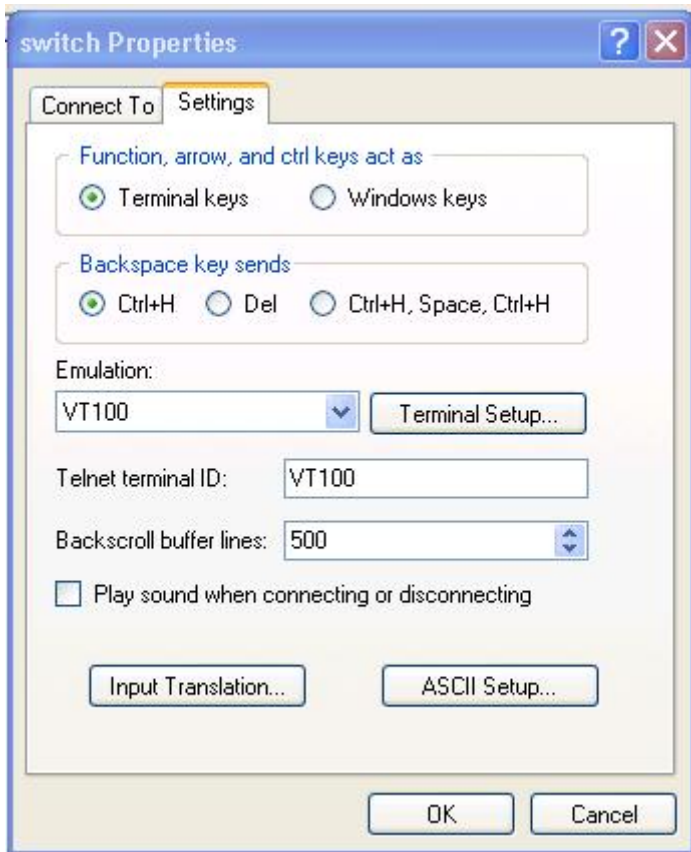 switch Properties
Connect To Settings
Function, arrow, and ctrl keys act as
Terminal keys Windows keys
Backspace key sends
Ctrl+H Del Ctrl+H, Space, Ctrl+H
Emulation:
VT100 Terminal Setup...
Telnet terminal ID: VT100
Backscroll buffer lines: 500
Play sound when connecting or disconnecting
Input Translation... ASCII Setup...
OK Cancel